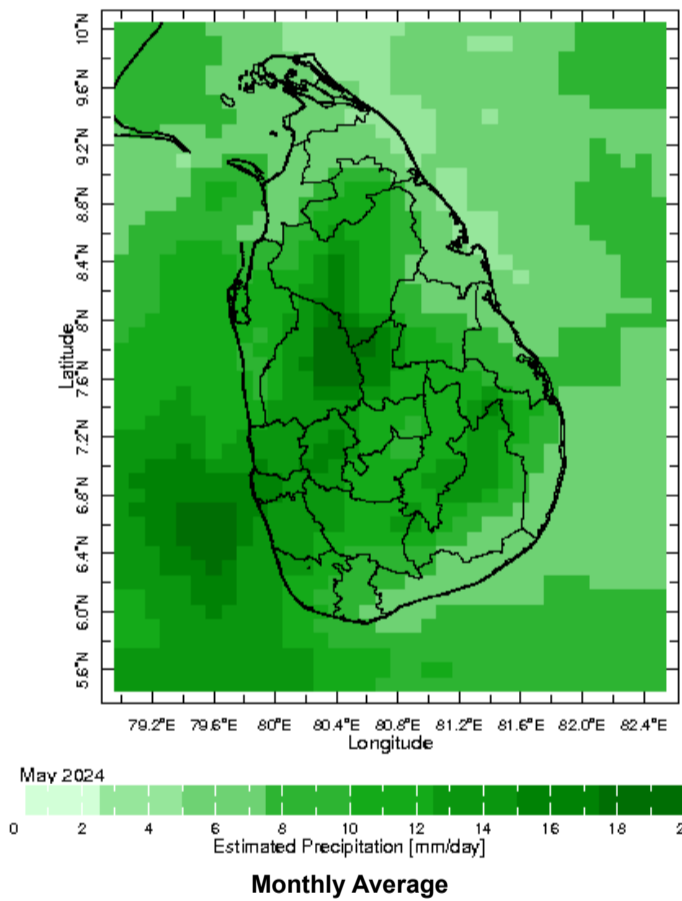 10°N
9.6°N
9.2°N
8.8°N
8.4°N
8°N
7.6°N
7.2°N
6.8°N
6.4°N
6.0°N
5.6°N
Latitude
79.2°E 79.6°E 80°E 80.4°E 80.8°E 81.2°E 81.6°E 82.0°E 82.4°E
Longitude
May 2024
0 2 4 6 8 10 12 14 16 18
Estimated Precipitation [mm/day]
Monthly Average